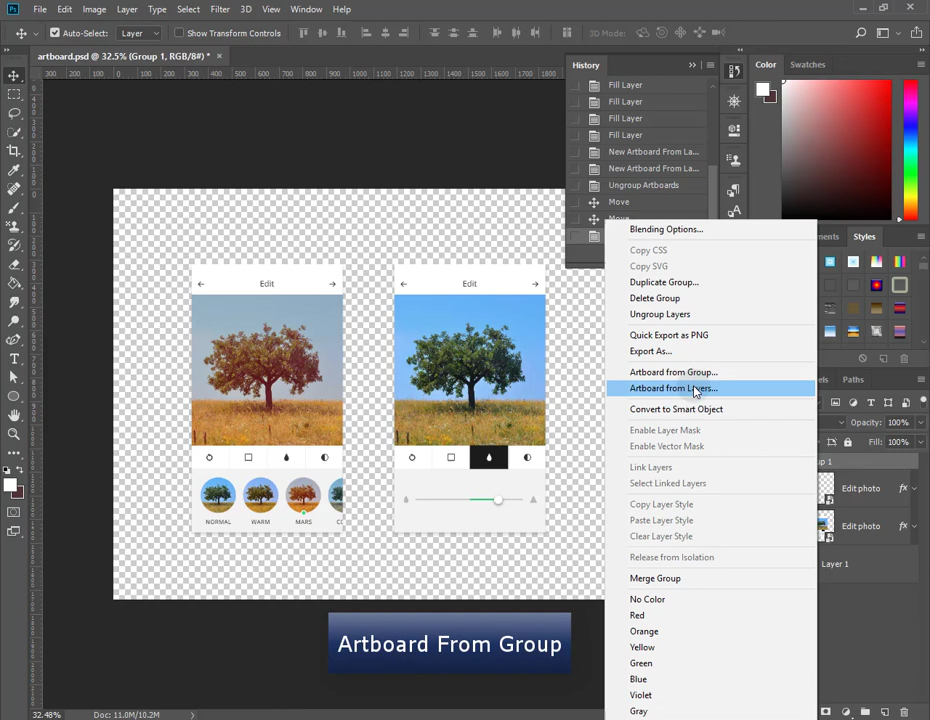 Ps File Edit Image Layer Type Select Filter 3D View Window Help
Auto-Select: Layer Show Transform Controls 3D Mode:
artboard.psd @ 32.5% (Group 1, RGB/8#) * ×
History
Color Swatches
Fill Layer
Fill Layer
Fill Layer
Fill Layer
New Artboard From La...
New Artboard From La...
Ungroup Artboards
Move
Move
Blending Options...
Copy CSS
Copy SVG
Duplicate Group...
Delete Group
Ungroup Layers
Quick Export as PNG
Export As...
Artboard from Group...
Artboard from Layers...
Convert to Smart Object
Enable Layer Mask
Enable Vector Mask
Link Layers
Select Linked Layers
Copy Layer Style
Paste Layer Style
Clear Layer Style
Release from Isolation
Merge Group
No Color
Red
Orange
Yellow
Green
Blue
Violet
Gray
Styles
Paths
Opacity: 100%
Fill: 100%
Edit photo fx
Edit photo fx
Layer 1
Edit
NORMAL WARM MARS
Edit
Artboard From Group
32.48% Doc: 11.0M/10.2M